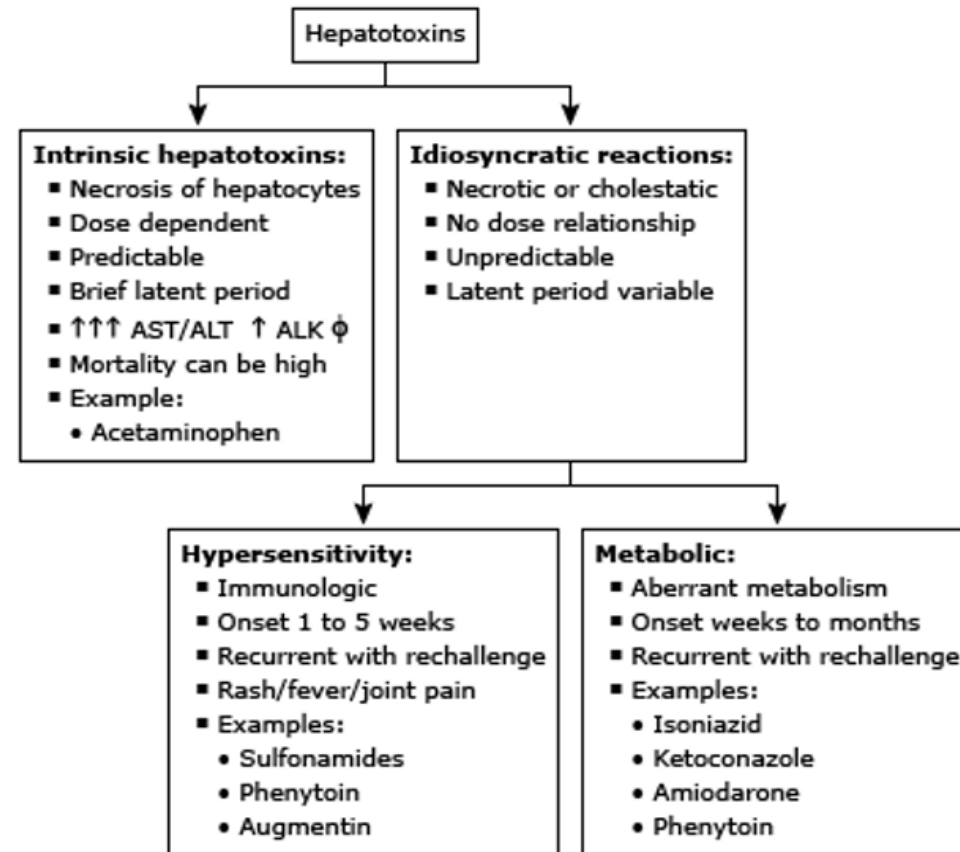 Hepatotoxins
Intrinsic hepatotoxins:
▪ Necrosis of hepatocytes
▪ Dose dependent
▪ Predictable
▪ Brief latent period
▪ ↑↑↑ AST/ALT ↑ ALK ϕ
▪ Mortality can be high
▪ Example:
• Acetaminophen
Idiosyncratic reactions:
▪ Necrotic or cholestatic
▪ No dose relationship
▪ Unpredictable
▪ Latent period variable
Hypersensitivity:
▪ Immunologic
▪ Onset 1 to 5 weeks
▪ Recurrent with rechallenge
▪ Rash/fever/joint pain
▪ Examples:
• Sulfonamides
• Phenytoin
• Augmentin
Metabolic:
▪ Aberrant metabolism
▪ Onset weeks to months
▪ Recurrent with rechallenge
▪ Examples:
• Isoniazid
• Ketoconazole
• Amiodarone
• Phenytoin